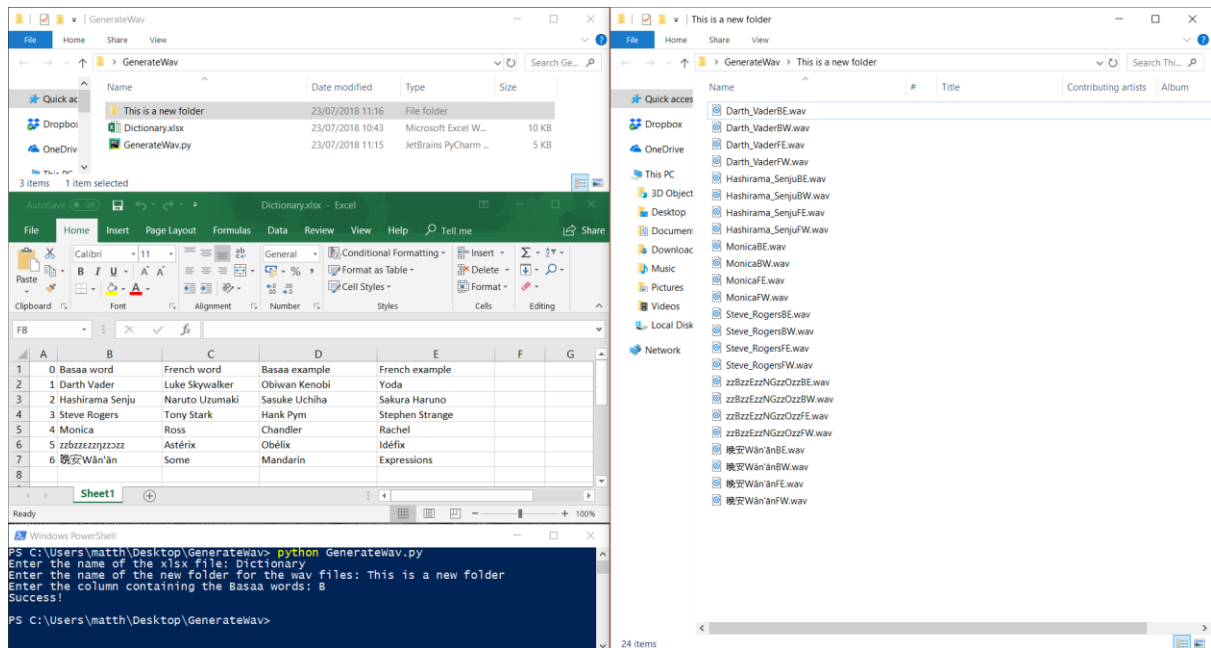 GenerateWav
File Home Share View
GenerateWav
Search Ge...
Name Date modified Type Size
Quick ac
This is a new folder 23/07/2018 11:16 File folder
Dropbo
Dictionary.xlsx 23/07/2018 10:43 Microsoft Excel W... 10 KB
GenerateWav.py 23/07/2018 11:15 JetBrains PyCharm ... 5 KB
OneDriv
3 items 1 item selected
AutoSave Off Dictionary.xlsx - Excel
File Home Insert Page Layout Formulas Data Review View Help Tell me Share
Paste
Calibri 11
B I U A A
General
Conditional Formatting
Format as Table
Cell Styles
Insert
Delete
Format
Clipboard Font Alignment Number Styles Cells Editing
F8 fx
A B C D E F G
1 0 Basaa word French word Basaa example French example
2 1 Darth Vader Luke Skywalker Obiwan Kenobi Yoda
3 2 Hashirama Senju Naruto Uzumaki Sasuke Uchiha Sakura Haruno
4 3 Steve Rogers Tony Stark Hank Pym Stephen Strange
5 4 Monica Ross Chandler Rachel
6 5 zzbzzɛzzŋzzɔzz Astérix Obélix Idéfix
7 6 晚安Wǎn'ān Some Mandarin Expressions
8
Sheet1
Ready 100%
Windows PowerShell
PS C:\Users\matth\Desktop\GenerateWav> python GenerateWav.py
Enter the name of the xlsx file: Dictionary
Enter the name of the new folder for the wav files: This is a new folder
Enter the column containing the Basaa words: B
Success!
PS C:\Users\matth\Desktop\GenerateWav>
This is a new folder
File Home Share View
GenerateWav > This is a new folder
Search Thi...
Name # Title Contributing artists Album
Quick acces
Dropbox
OneDrive
This PC
3D Object
Desktop
Documen
Downloac
Music
Pictures
Videos
Local Disk
Network
Darth_VaderBE.wav
Darth_VaderBW.wav
Darth_VaderFE.wav
Darth_VaderFW.wav
Hashirama_SenjuBE.wav
Hashirama_SenjuBW.wav
Hashirama_SenjuFE.wav
Hashirama_SenjuFW.wav
MonicaBE.wav
MonicaBW.wav
MonicaFE.wav
MonicaFW.wav
Steve_RogersBE.wav
Steve_RogersBW.wav
Steve_RogersFE.wav
Steve_RogersFW.wav
zzBzzEzzNGzzOzzBE.wav
zzBzzEzzNGzzOzzBW.wav
zzBzzEzzNGzzOzzFE.wav
zzBzzEzzNGzzOzzFW.wav
晚安Wǎn'ānBE.wav
晚安Wǎn'ānBW.wav
晚安Wǎn'ānFE.wav
晚安Wǎn'ānFW.wav
24 items